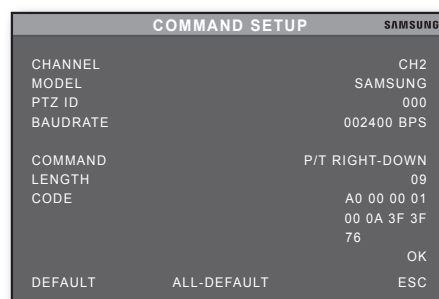 COMMAND SETUP SAMSUNG
CHANNEL CH2
MODEL SAMSUNG
PTZ ID 000
BAUDRATE 002400 BPS
COMMAND P/T RIGHT-DOWN
LENGTH 09
CODE A0 00 00 01
00 0A 3F 3F
76
OK
DEFAULT ALL-DEFAULT ESC